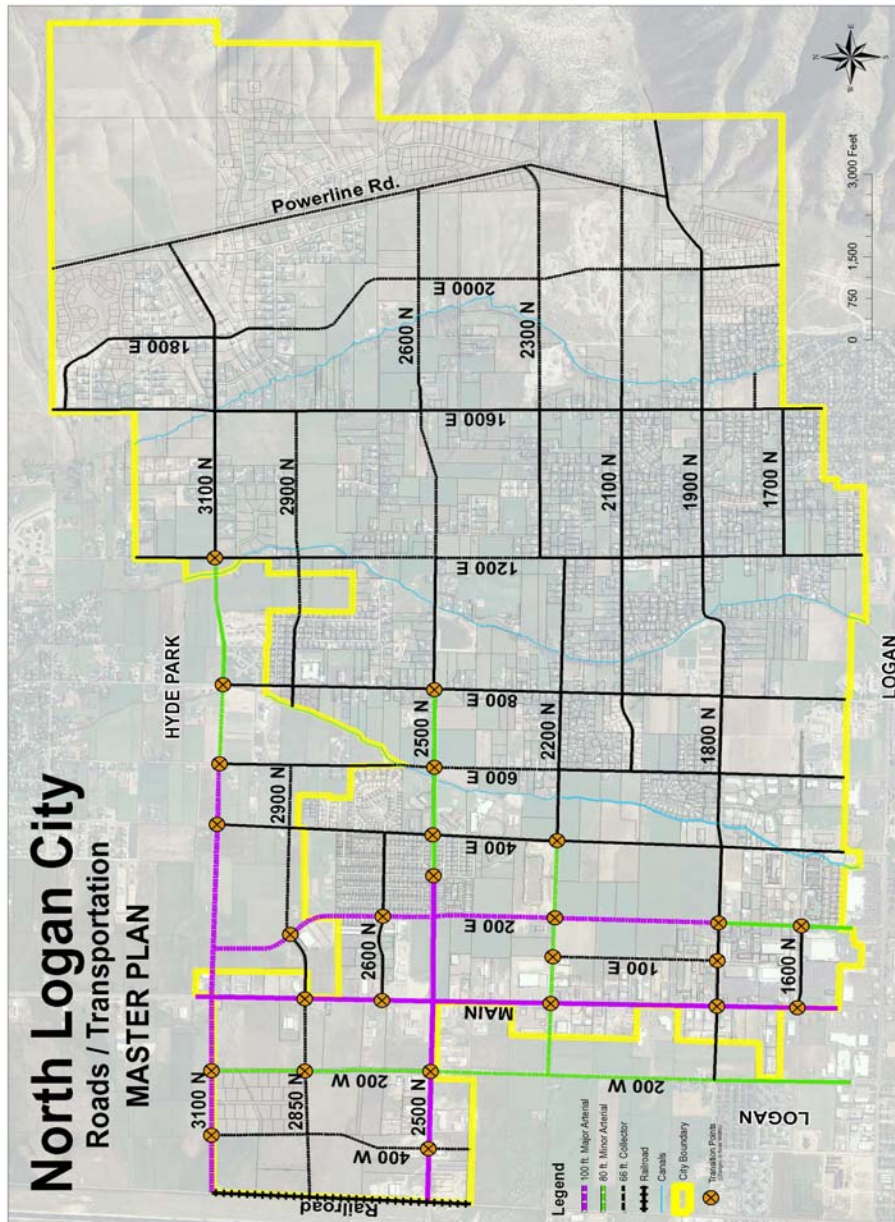 North Logan City
Roads / Transportation
MASTER PLAN
N
E
S
W
HYDE PARK
Powerline Rd.
1800 E
2000 E
2600 N
2300 N
1600 E
3100 N
2900 N
2100 N
1900 N
1700 N
1200 E
800 E
2500 N
2200 N
1800 N
600 E
2900 N
400 E
200 E
2600 N
100 E
1600 N
MAIN
3100 N
2850 N
2500 N
200 W
200 W
400 W
Railroad
LOGAN
LOGAN
0 750 1,500 3,000 Feet
Legend
100 ft. Major Arterial
80 ft. Minor Arterial
66 ft. Collector
Railroad
Canals
City Boundary
Transition Points